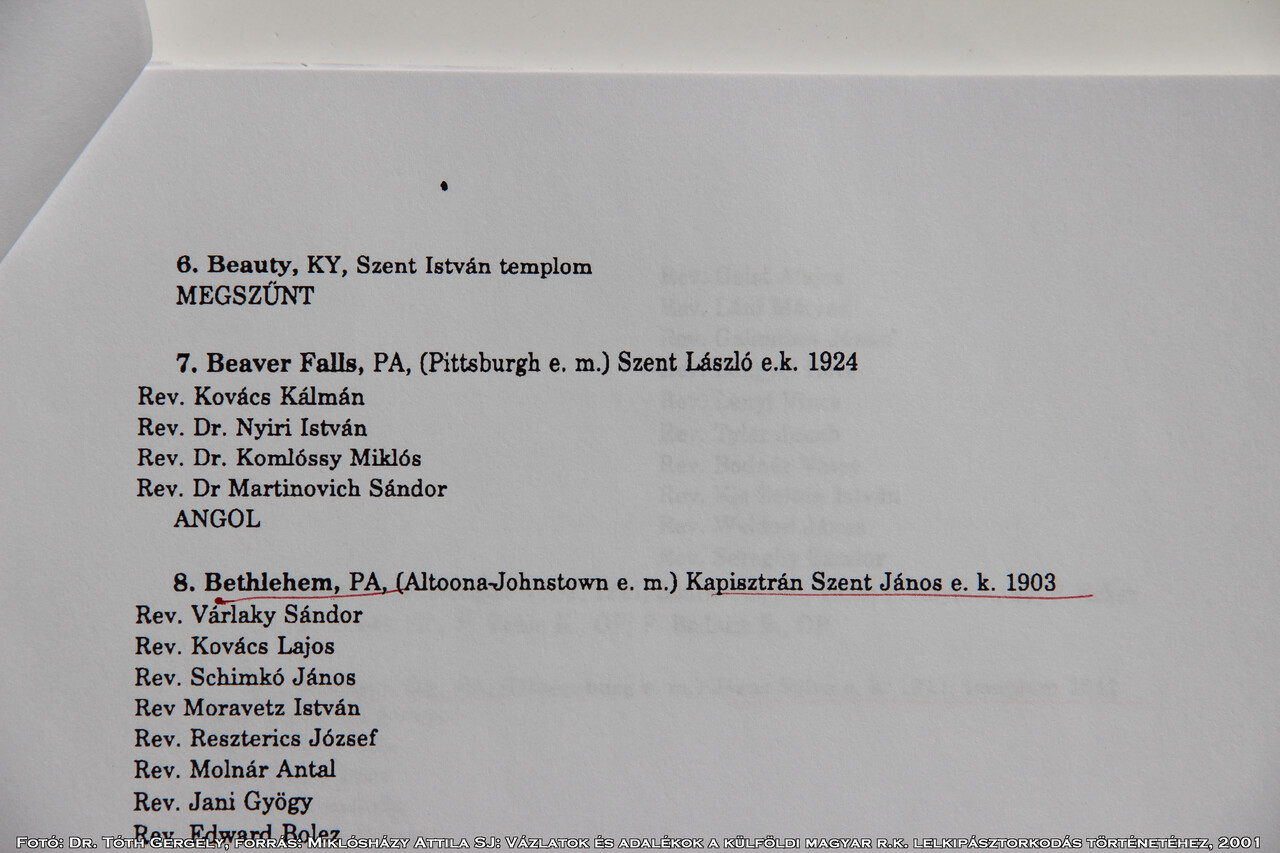 6. Beauty, KY, Szent István templom
MEGSZŰNT
7. Beaver Falls, PA, (Pittsburgh e. m.) Szent László e.k. 1924
Rev. Kovács Kálmán
Rev. Dr. Nyiri István
Rev. Dr. Komlóssy Miklós
Rev. Dr Martinovich Sándor
ANGOL
8. Bethlehem, PA, (Altoona-Johnstown e. m.) Kapisztrán Szent János e. k. 1903
Rev. Várlaky Sándor
Rev. Kovács Lajos
Rev. Schimkó János
Rev Moravetz István
Rev. Reszterics József
Rev. Molnár Antal
Rev. Jani Gyögy
Rev. Edward Bolez
Fotó: Dr. Tóth Gergely, forrás: Miklósházy Attila SJ: Vázlatok és adalékok a külföldi magyar r.k. lelkipásztorkodás történetéhez, 2001